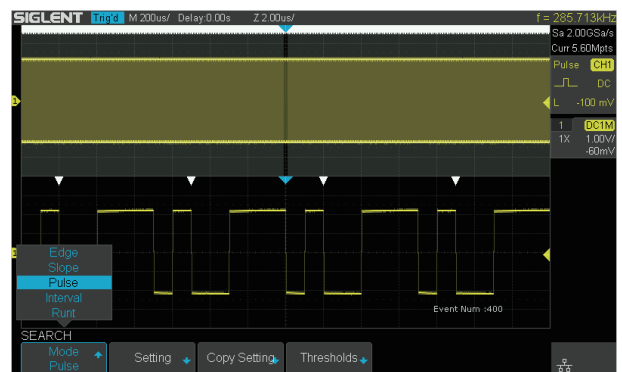 SIGLENT Trig'd M 200us/ Delay:0.00s Z 2.00us/ f = 285.713kHz
Sa 2.00GSa/s
Curr 5.60Mpts
Pulse CH1
DC
L -100 mV
1 DC1M
1X 1.00V/
-60mV
1
1
Edge
Slope
Pulse
Interval
Runt
Event Num :400
SEARCH
Mode
Pulse
Setting
Copy Setting
Thresholds